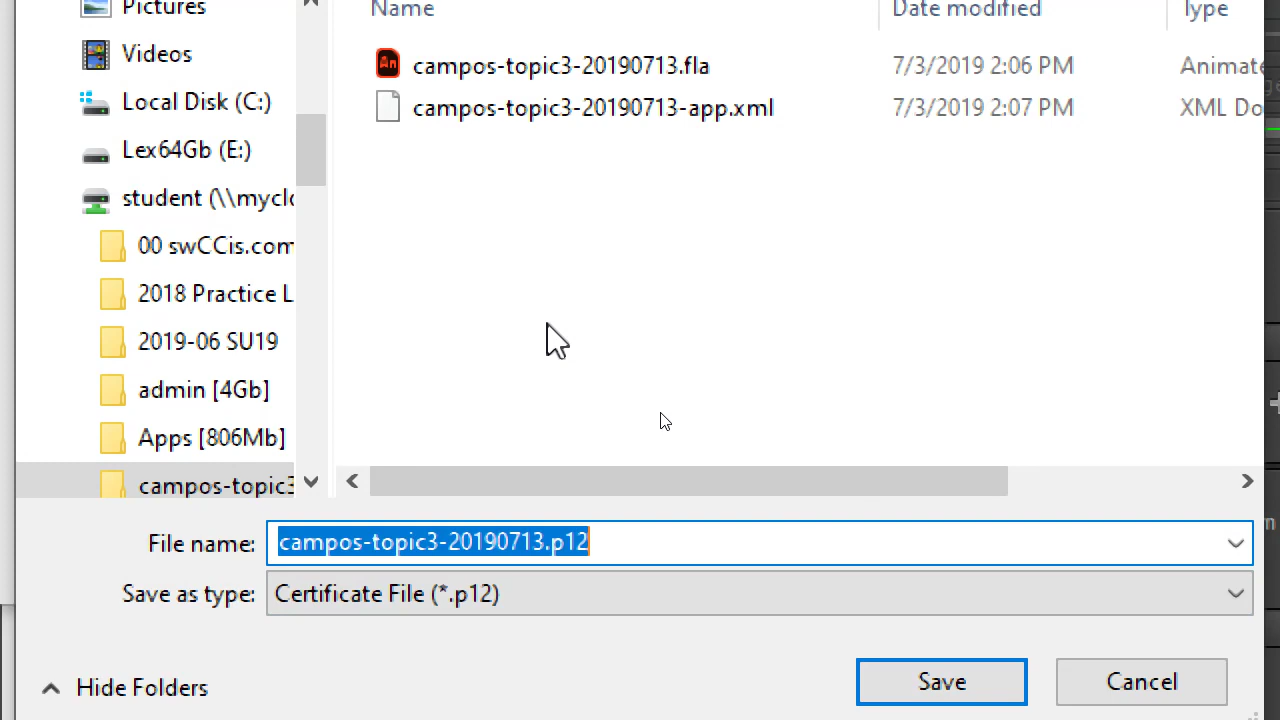 Pictures
Name
Date modified
Type
Videos
campos-topic3-20190713.fla
7/3/2019 2:06 PM
Animate
Local Disk (C:)
campos-topic3-20190713-app.xml
7/3/2019 2:07 PM
XML Do
Lex64Gb (E:)
student (\\myclo
00 swCCis.com
2018 Practice L
2019-06 SU19
admin [4Gb]
Apps [806Mb]
campos-topic3
File name:
campos-topic3-20190713.p12
Save as type:
Certificate File (*.p12)
Hide Folders
Save
Cancel